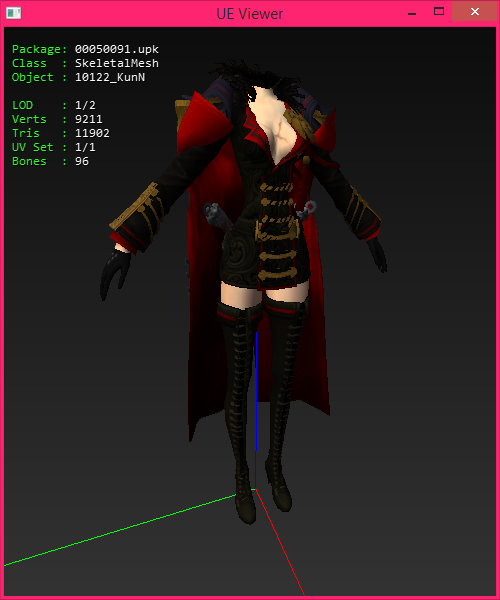 UE Viewer
Package: 00050091.upk
Class : SkeletalMesh
Object : 10122_KunN
LOD : 1/2
Verts : 9211
Tris : 11902
UV Set : 1/1
Bones : 96